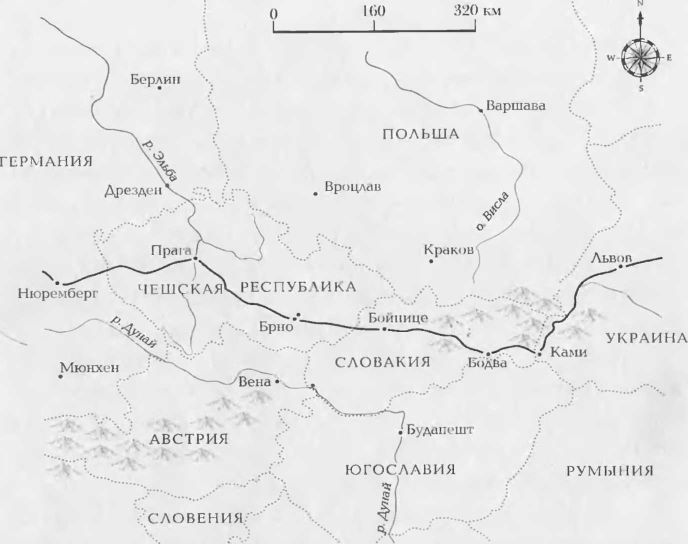 0 160 320 км
N
W E
S
Берлин
Варшава
ПОЛЬША
р. Эльба
ГЕРМАНИЯ
Дрезден
Вроцлав
о. Висла
Прага
Краков
Львов
Нюремберг
ЧЕШСКАЯ РЕСПУБЛИКА
Брно
Бойнице
УКРАИНА
р. Дунай
СЛОВАКИЯ
Бодва
Ками
Мюнхен
Вена
АВСТРИЯ
Будапешт
ЮГОСЛАВИЯ
РУМЫНИЯ
р. Дунай
СЛОВЕНИЯ